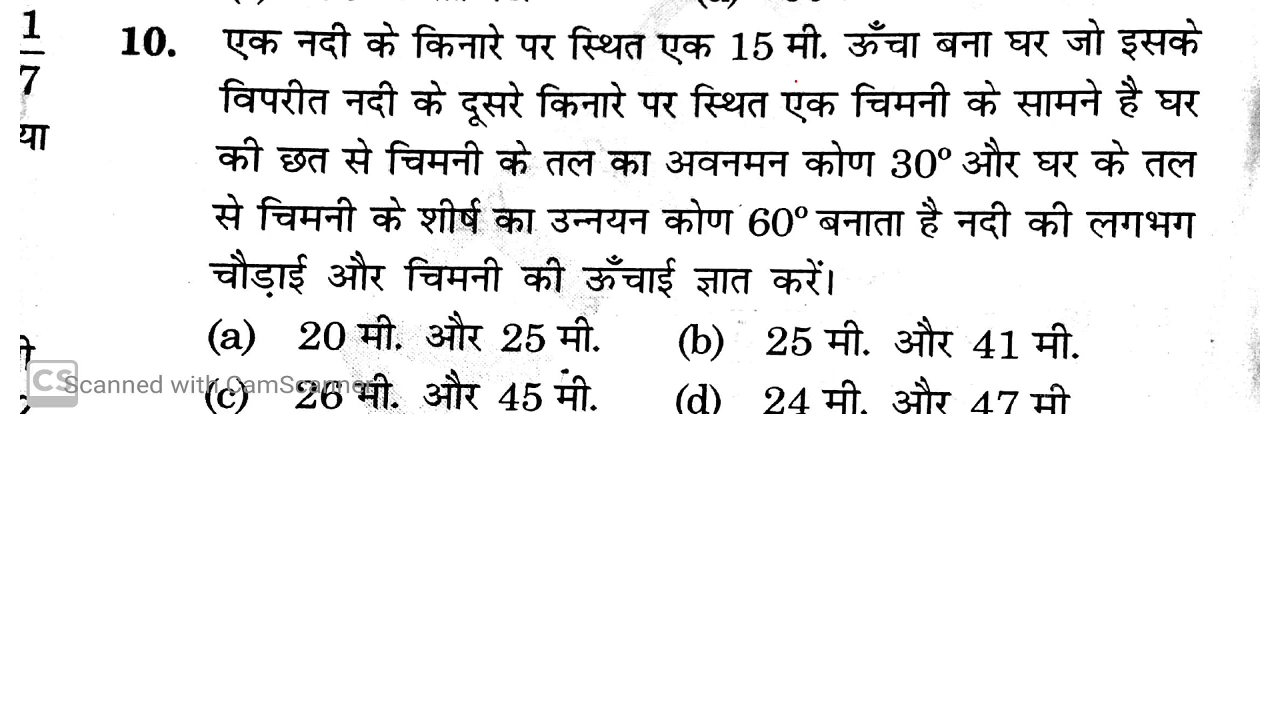 1
7
या
10. एक नदी के किनारे पर स्थित एक 15 मी. ऊँचा बना घर जो इसके
विपरीत नदी के दूसरे किनारे पर स्थित एक चिमनी के सामने है घर
की छत से चिमनी के तल का अवनमन कोण 30° और घर के तल
से चिमनी के शीर्ष का उन्नयन कोण 60° बनाता है नदी की लगभग
चौड़ाई और चिमनी की ऊँचाई ज्ञात करें।
(a) 20 मी. और 25 मी. (b) 25 मी. और 41 मी.
CS Scanned with CamScanner
(c) 26 मी. और 45 मी. (d) 24 मी. और 47 मी